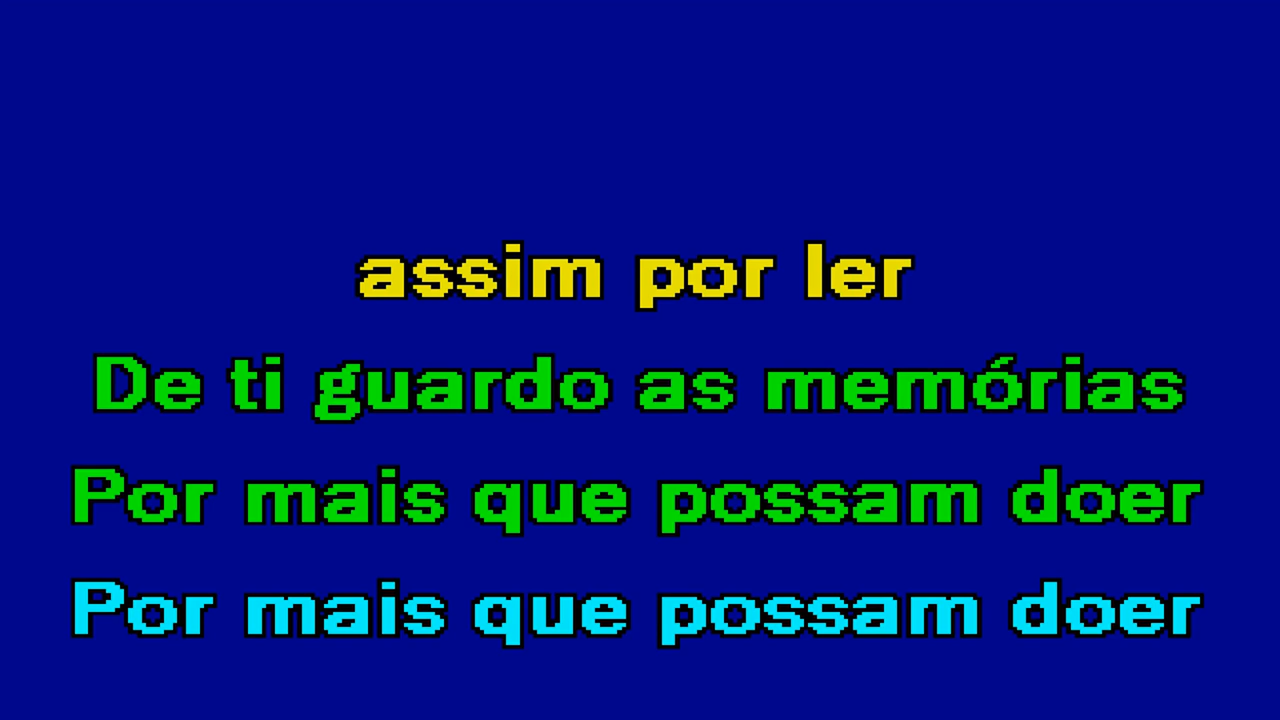 assim por ler
De ti guardo as memórias
Por mais que possam doer
Por mais que possam doer